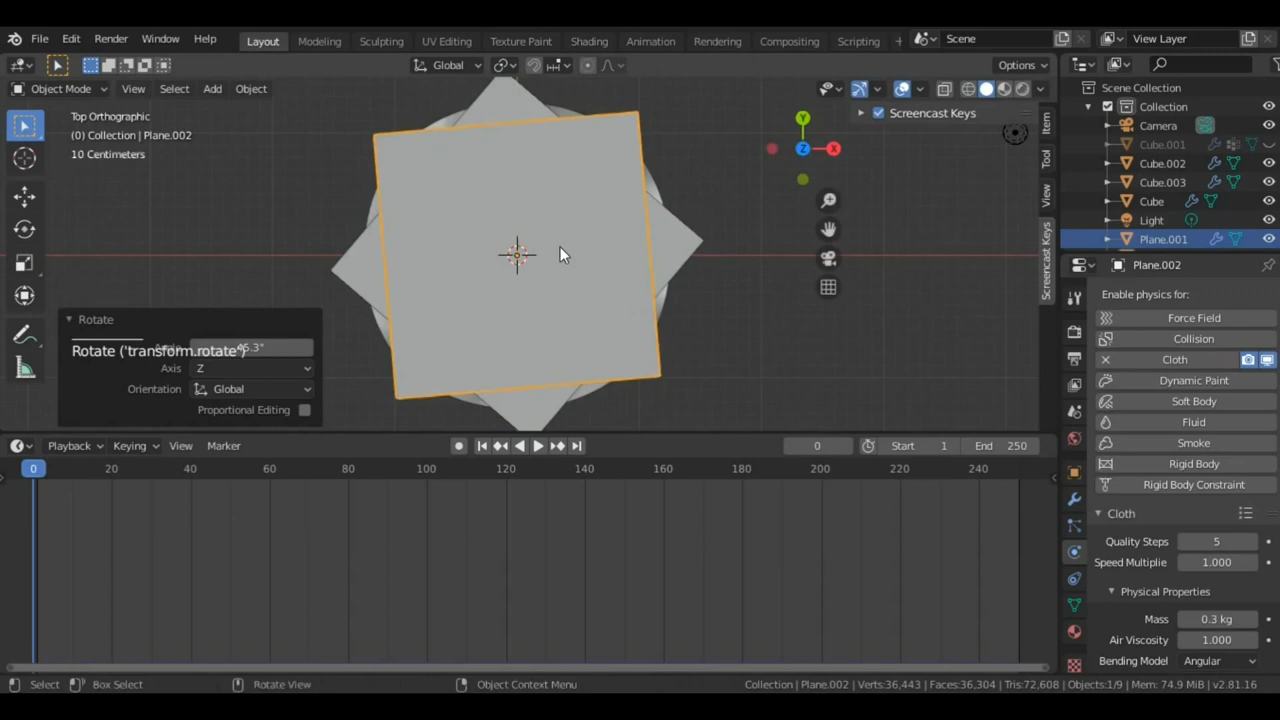 File Edit Render Window Help Layout Modeling Sculpting UV Editing Texture Paint Shading Animation Rendering Compositing Scripting Scene View Layer
Global Options
Object Mode View Select Add Object
Top Orthographic
(0) Collection | Plane.002
10 Centimeters
Screencast Keys
Y
Z X
Item
Tool
View
Screencast Keys
Scene Collection
Collection
Camera
Cube.001
Cube.002
Cube.003
Cube
Light
Plane.001
Plane.002
Enable physics for:
Force Field
Collision
Cloth
Dynamic Paint
Soft Body
Fluid
Smoke
Rigid Body
Rigid Body Constraint
Cloth
Quality Steps 5
Speed Multiplie 1.000
Physical Properties
Mass 0.3 kg
Air Viscosity 1.000
Bending Model Angular
Rotate
Rotate ('transform.rotate')
Axis Z
Orientation Global
Proportional Editing
Playback Keying View Marker 0 Start 1 End 250
0 20 40 60 80 100 120 140 160 180 200 220 240
Select Box Select Rotate View Object Context Menu Collection | Plane.002 | Verts:36,443 | Faces:36,304 | Tris:72,608 | Objects:1/9 | Mem: 74.9 MiB | v2.81.16